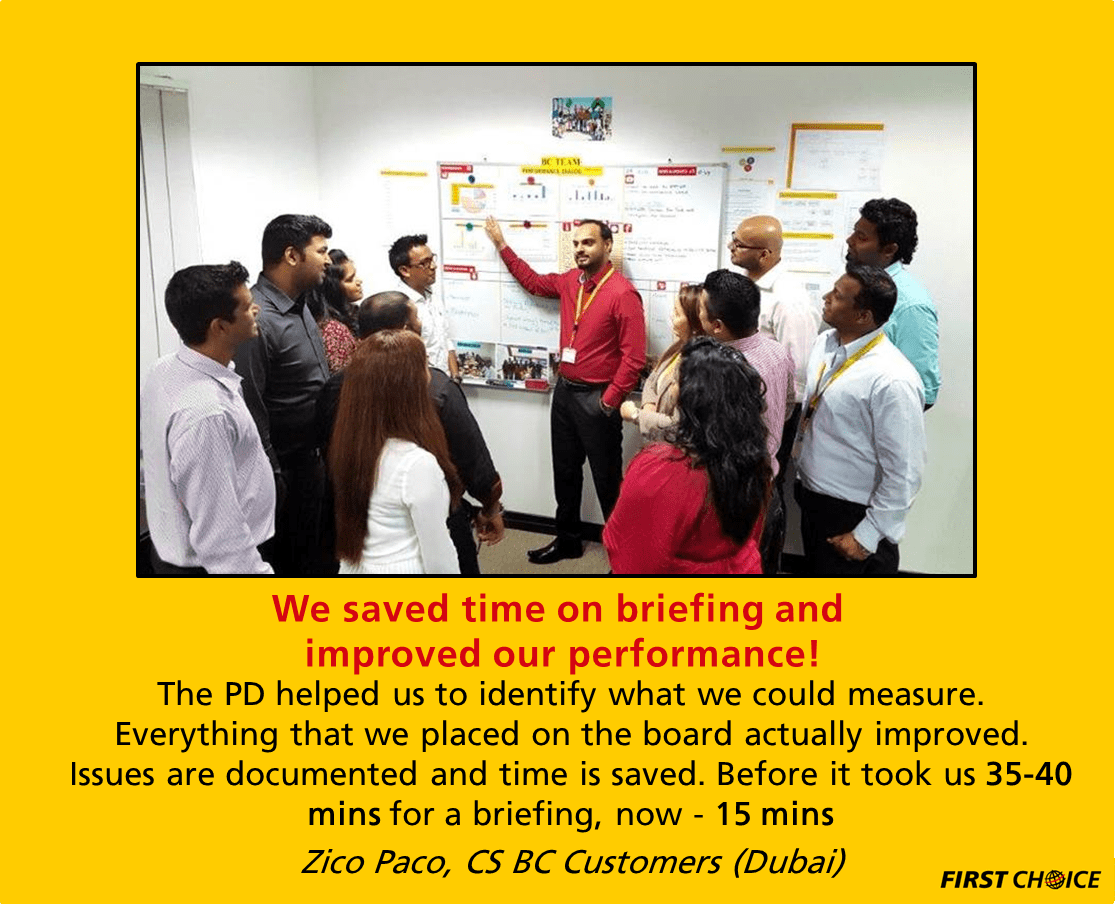 BC TEAM
PERFORMANCE DIALOG
We saved time on briefing and
improved our performance!
The PD helped us to identify what we could measure.
Everything that we placed on the board actually improved.
Issues are documented and time is saved. Before it took us 35-40
mins for a briefing, now - 15 mins
Zico Paco, CS BC Customers (Dubai)
FIRST CHOICE